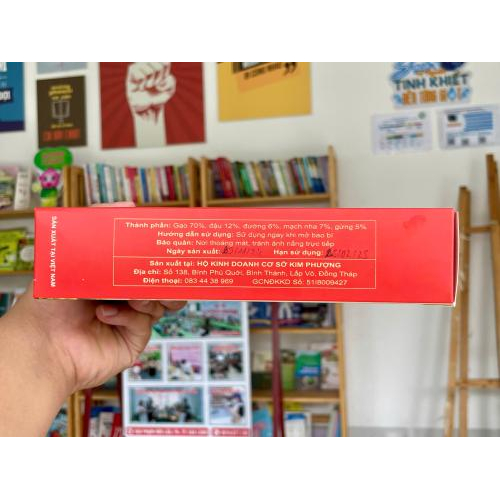 TINH KHIẾT
SẢN XUẤT TẠI VIỆT NAM
Thành phần: Gạo 70%, đậu 12%, đường 6%, mạch nha 7%, gừng 5%.
Hướng dẫn sử dụng: Sử dụng ngay khi mở bao bì
Bảo quản: Nơi thoáng mát, tránh ánh nắng trực tiếp
Ngày sản xuất: Hạn sử dụng:
Sản xuất tại: HỘ KINH DOANH CƠ SỞ KIM PHƯỢNG
Địa chỉ: Số 138, Bình Phú Quới, Bình Thành, Lấp Vò, Đồng Tháp
Điện thoại: 083 44 38 969 GCNĐKKD Số: 51I8009427